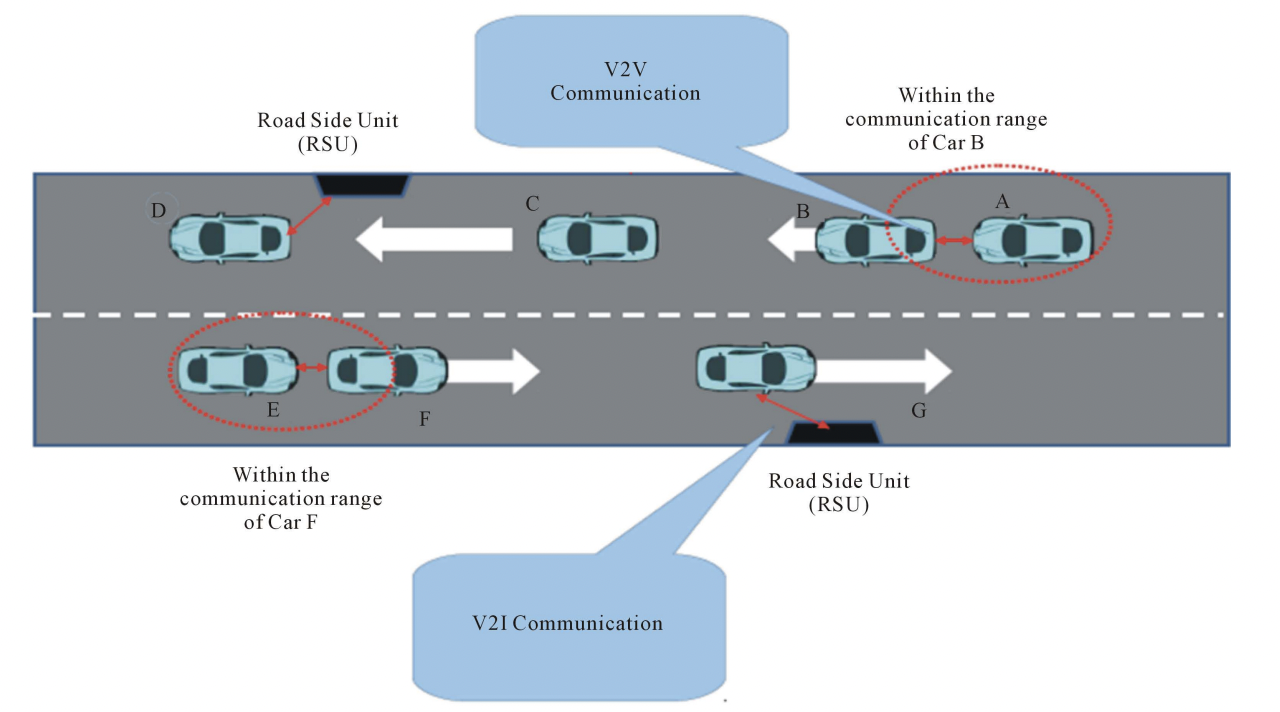 V2V
Communication
Within the
communication range
of Car B
Road Side Unit
(RSU)
D
C
B
A
E
F
G
Within the
communication range
of Car F
Road Side Unit
(RSU)
V2I Communication